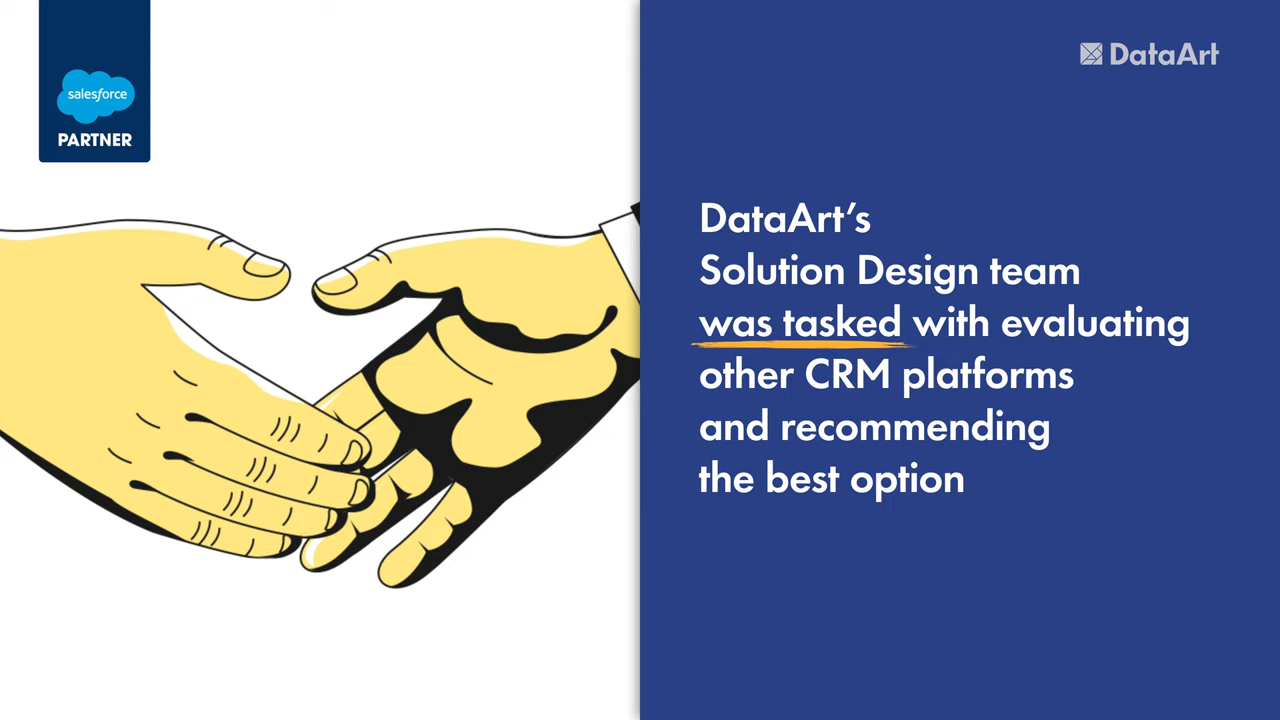 salesforce
PARTNER
DataArt
DataArt’s
Solution Design team
was tasked with evaluating
other CRM platforms
and recommending
the best option